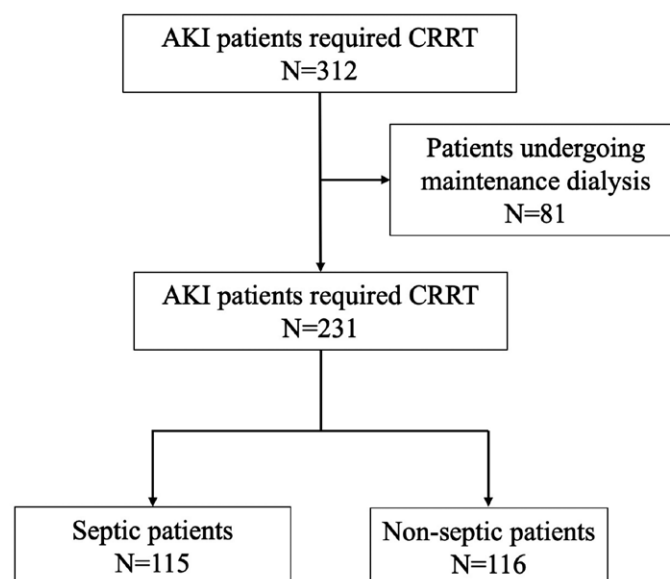 AKI patients required CRRT
N=312
Patients undergoing
maintenance dialysis
N=81
AKI patients required CRRT
N=231
Septic patients
N=115
Non-septic patients
N=116